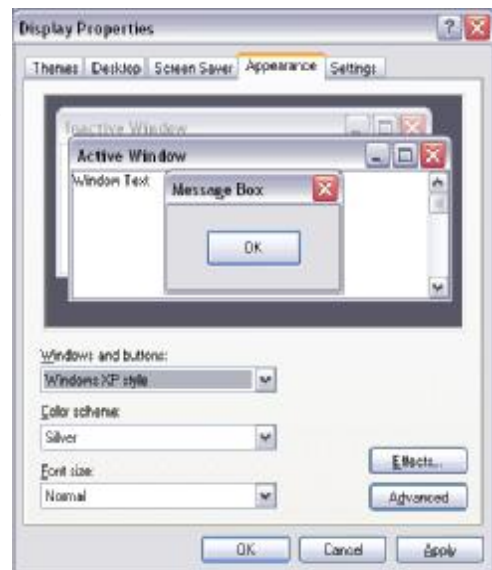 Display Properties
Themes Desktop Screen Saver Appearance Settings
Inactive Window
Active Window
Window Text
Message Box
OK
Windows and buttons:
Windows XP style
Color scheme:
Silver
Font size:
Normal
Effects...
Advanced
OK Cancel Apply